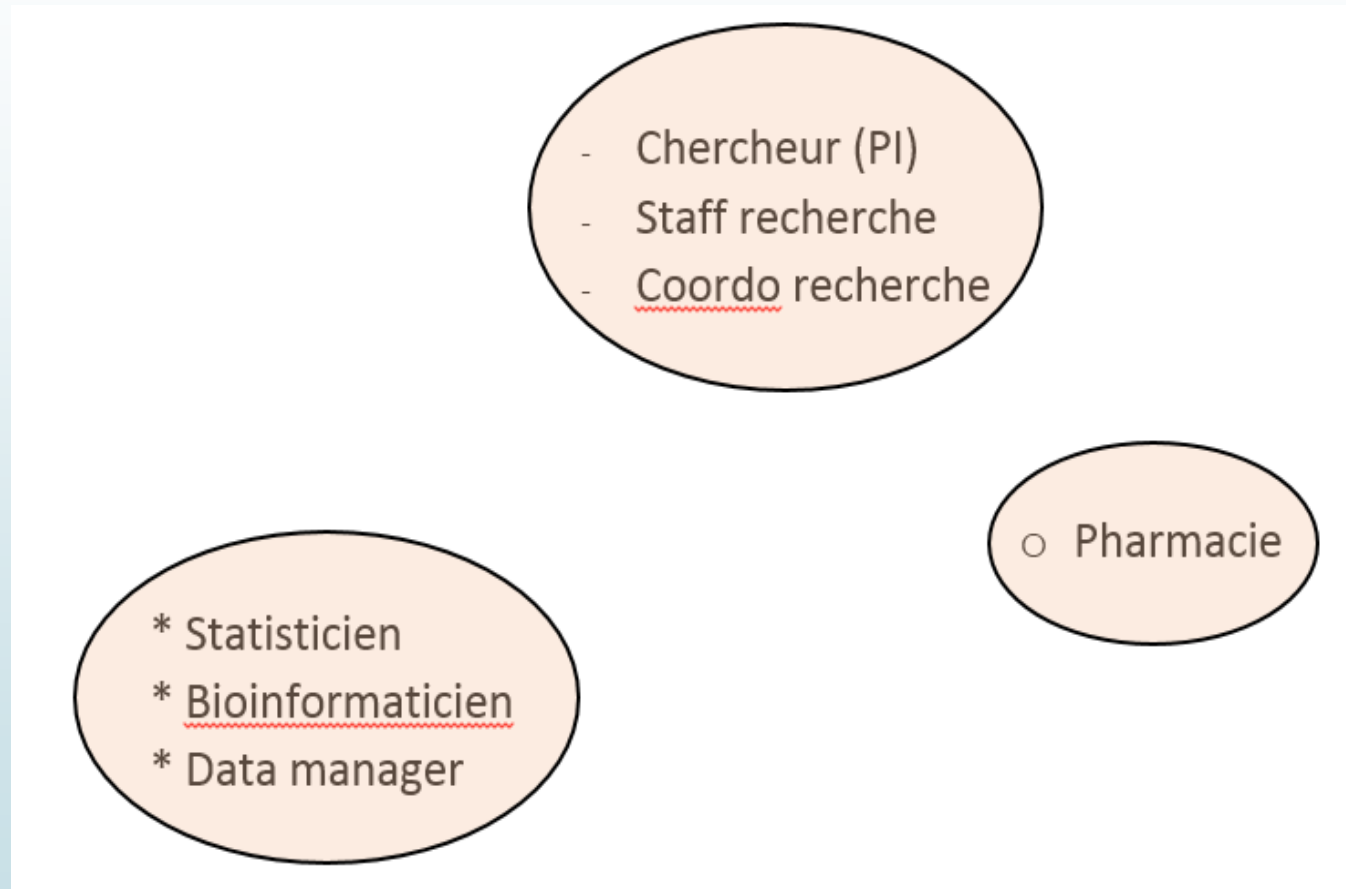 - Chercheur (PI)
- Staff recherche
- Coordo recherche
o Pharmacie
* Statisticien
* Bioinformaticien
* Data manager